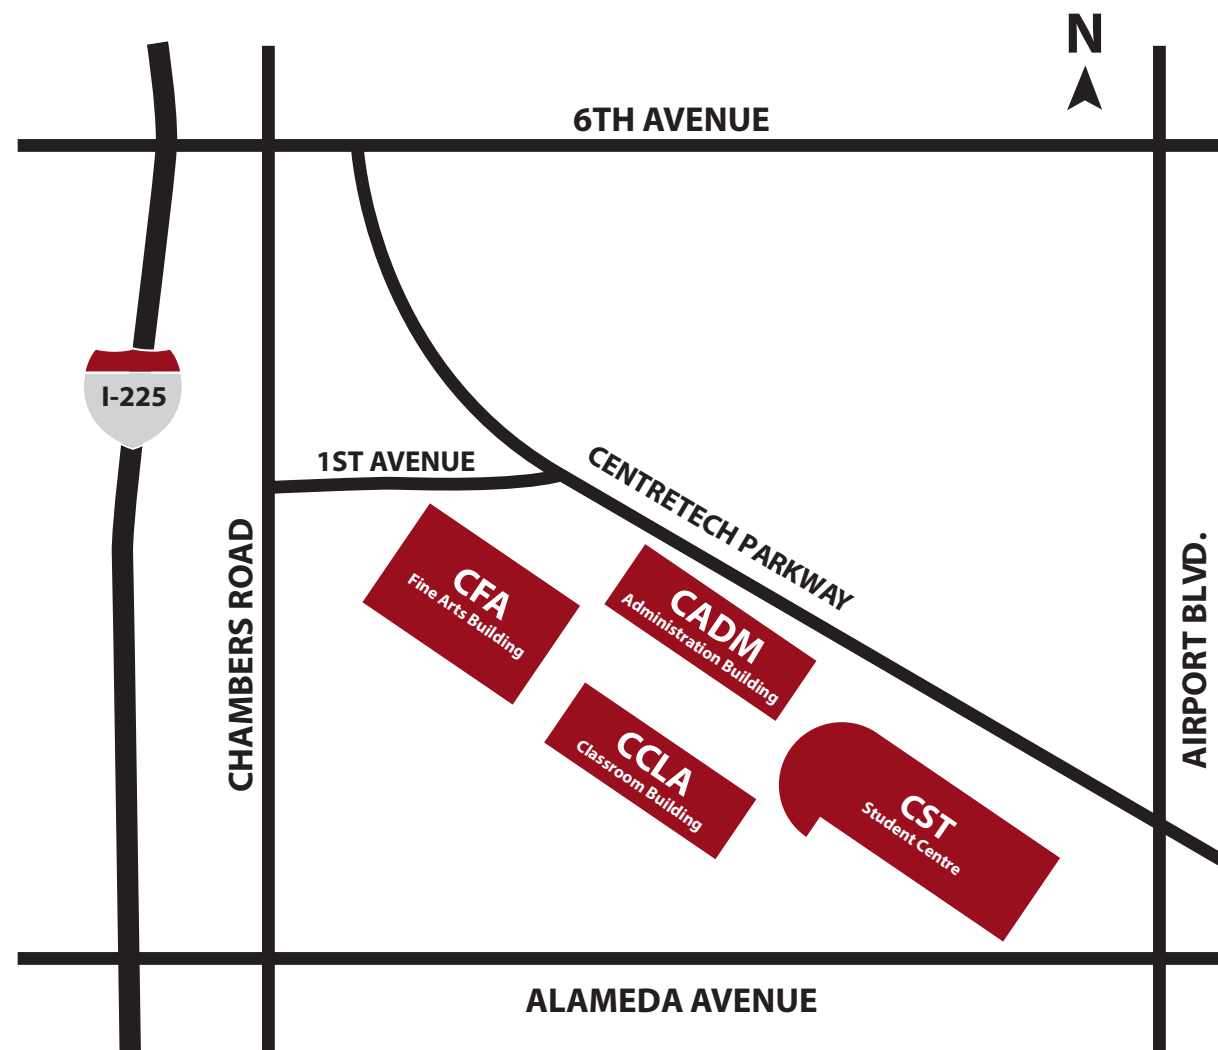 N
6TH AVENUE
I-225
1ST AVENUE
CENTRETECH PARKWAY
CHAMBERS ROAD
AIRPORT BLVD.
CFA
Fine Arts Building
CADM
Administration Building
CCLA
Classroom Building
CST
Student Centre
ALAMEDA AVENUE